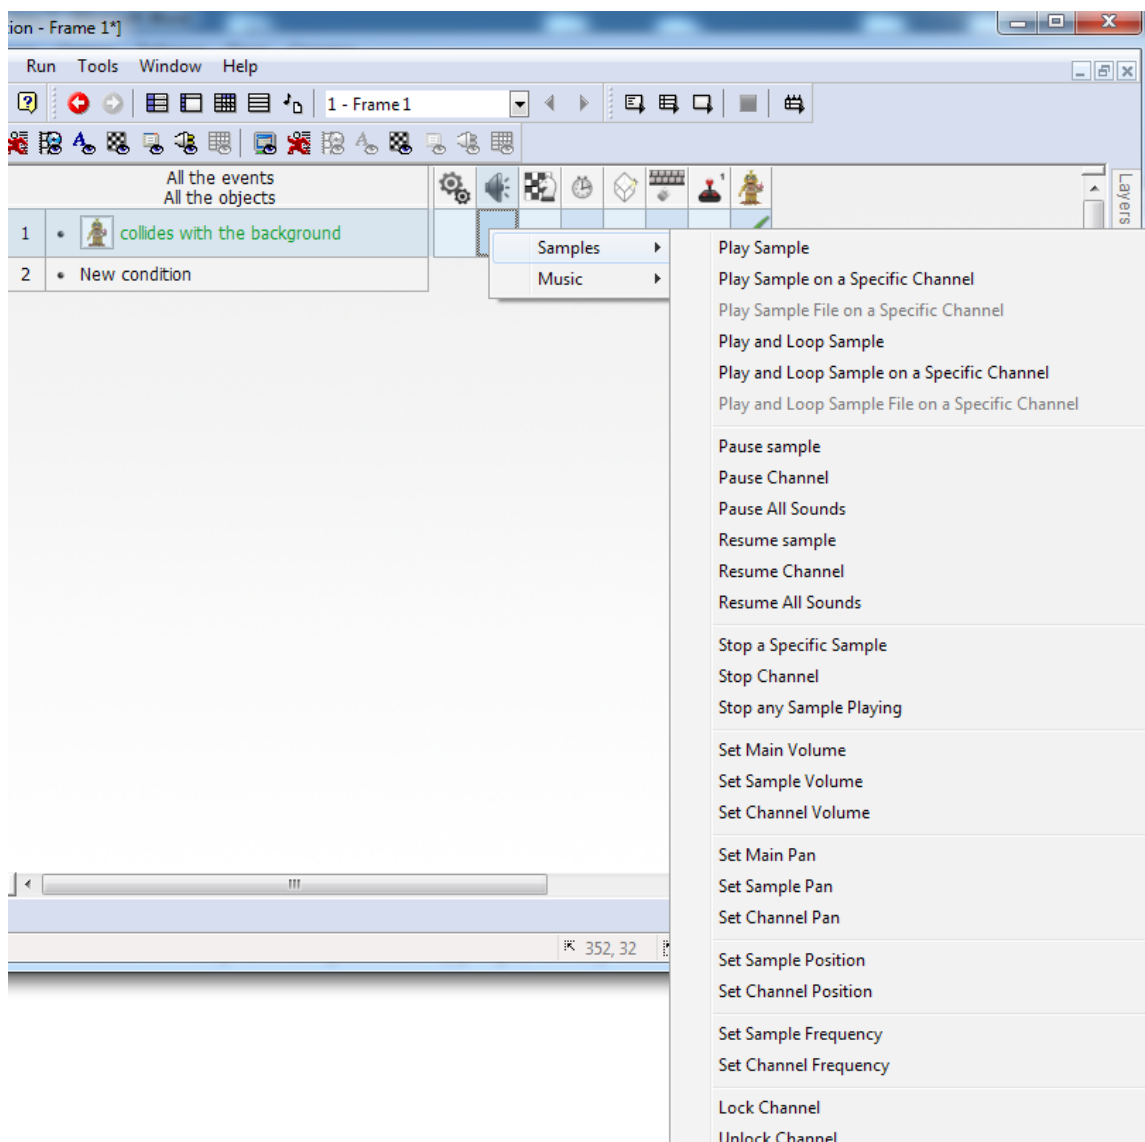 ion - Frame 1*]
Run Tools Window Help
1 - Frame 1
All the events
All the objects
1
1 • collides with the background
2 • New condition
Layers
Samples
Music
Play Sample
Play Sample on a Specific Channel
Play Sample File on a Specific Channel
Play and Loop Sample
Play and Loop Sample on a Specific Channel
Play and Loop Sample File on a Specific Channel
Pause sample
Pause Channel
Pause All Sounds
Resume sample
Resume Channel
Resume All Sounds
Stop a Specific Sample
Stop Channel
Stop any Sample Playing
Set Main Volume
Set Sample Volume
Set Channel Volume
Set Main Pan
Set Sample Pan
Set Channel Pan
Set Sample Position
Set Channel Position
Set Sample Frequency
Set Channel Frequency
Lock Channel
Unlock Channel
352, 32